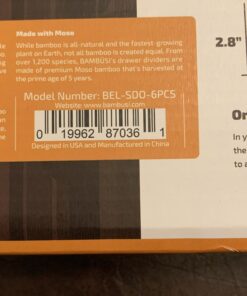 Made with Moso
While bamboo is all-natural and the fastest-growing
plant on Earth, not all bamboo is created equal. From
over 1,200 species, BAMBUSI's drawer dividers are
made of premium Moso bamboo that's harvested at
the prime age of 5 years.
Model Number: BEL-SDO-6PCS
Website:www.bambusi.com
0 19962 87036 1
Designed in USA and Manufactured in China
2.8"
Or
In y
the
to a